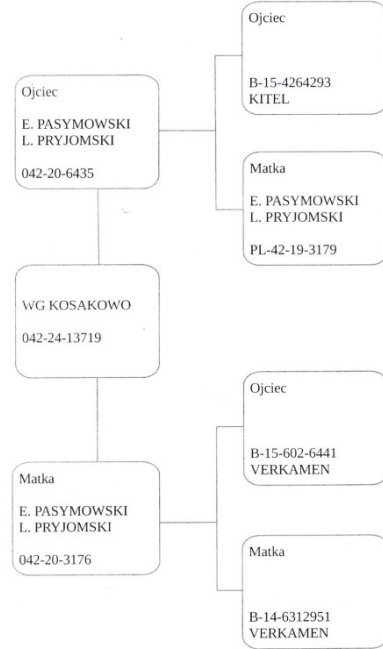 Ojciec
E. PASYMOWSKI
L. PRYJOMSKI
042-20-6435
Ojciec
B-15-4264293
KITEL
Matka
E. PASYMOWSKI
L. PRYJOMSKI
PL-42-19-3179
WG KOSAKOWO
042-24-13719
Matka
E. PASYMOWSKI
L. PRYJOMSKI
042-20-3176
Ojciec
B-15-602-6441
VERKAMEN
Matka
B-14-6312951
VERKAMEN